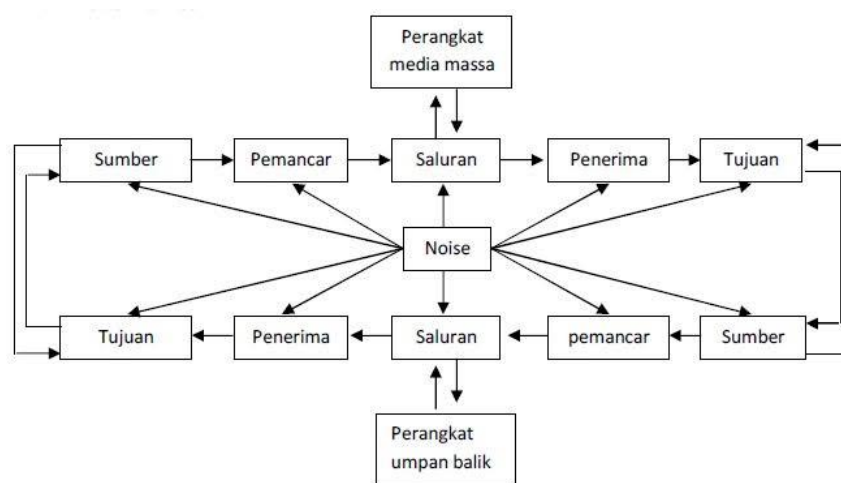 Perangkat
media massa
Sumber
Pemancar
Saluran
Penerima
Tujuan
Noise
Tujuan
Penerima
Saluran
pemancar
Sumber
Perangkat
umpan balik